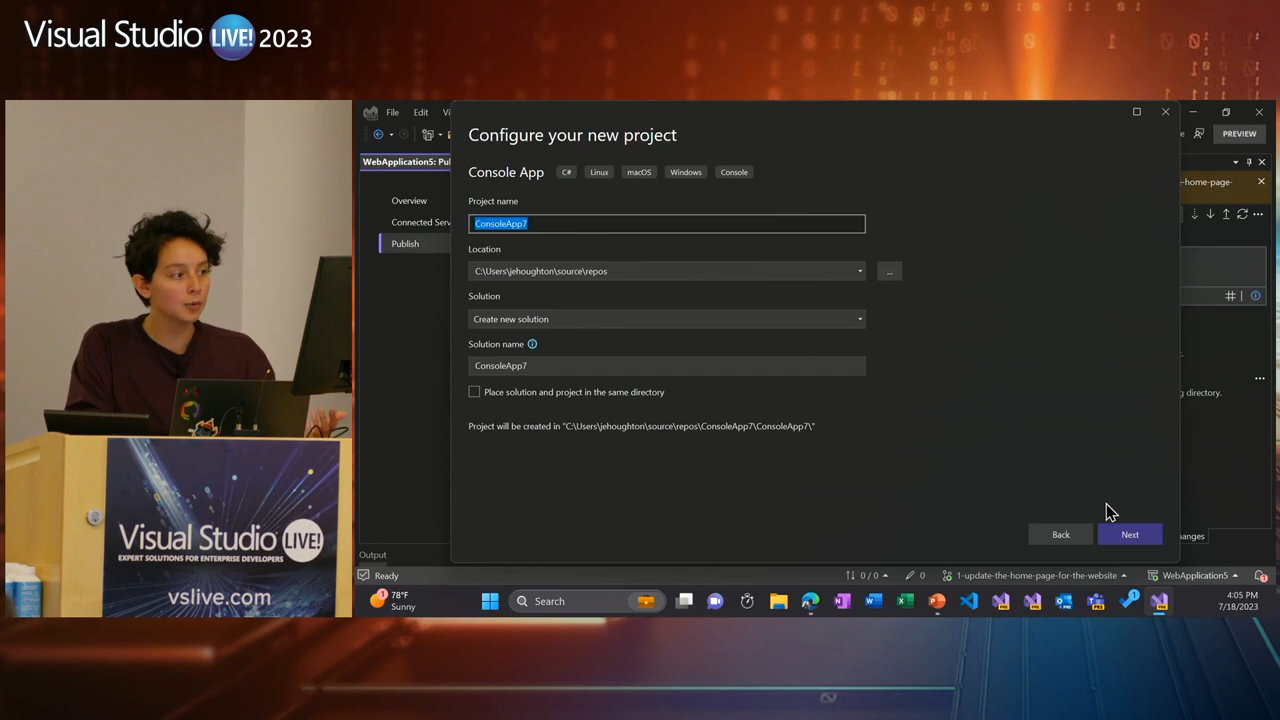 Visual Studio LIVE! 2023
File Edit Vi
PREVIEW
WebApplication5: Pul
Overview
Connected Serv
Publish
Configure your new project
Console App C# Linux macOS Windows Console
Project name
ConsoleApp7
Location
C:\Users\jehoughton\source\repos
...
Solution
Create new solution
Solution name
ConsoleApp7
Place solution and project in the same directory
Project will be created in "C:\Users\jehoughton\source\repos\ConsoleApp7\ConsoleApp7\"
Back Next
e-home-page-
g directory.
anges
Output
Ready 0 / 0 0 1-update-the-home-page-for-the-website WebApplication5
78°F
Sunny
Search
4:05 PM
7/18/2023
Visual Studio LIVE!
EXPERT SOLUTIONS FOR ENTERPRISE DEVELOPERS
vslive.com